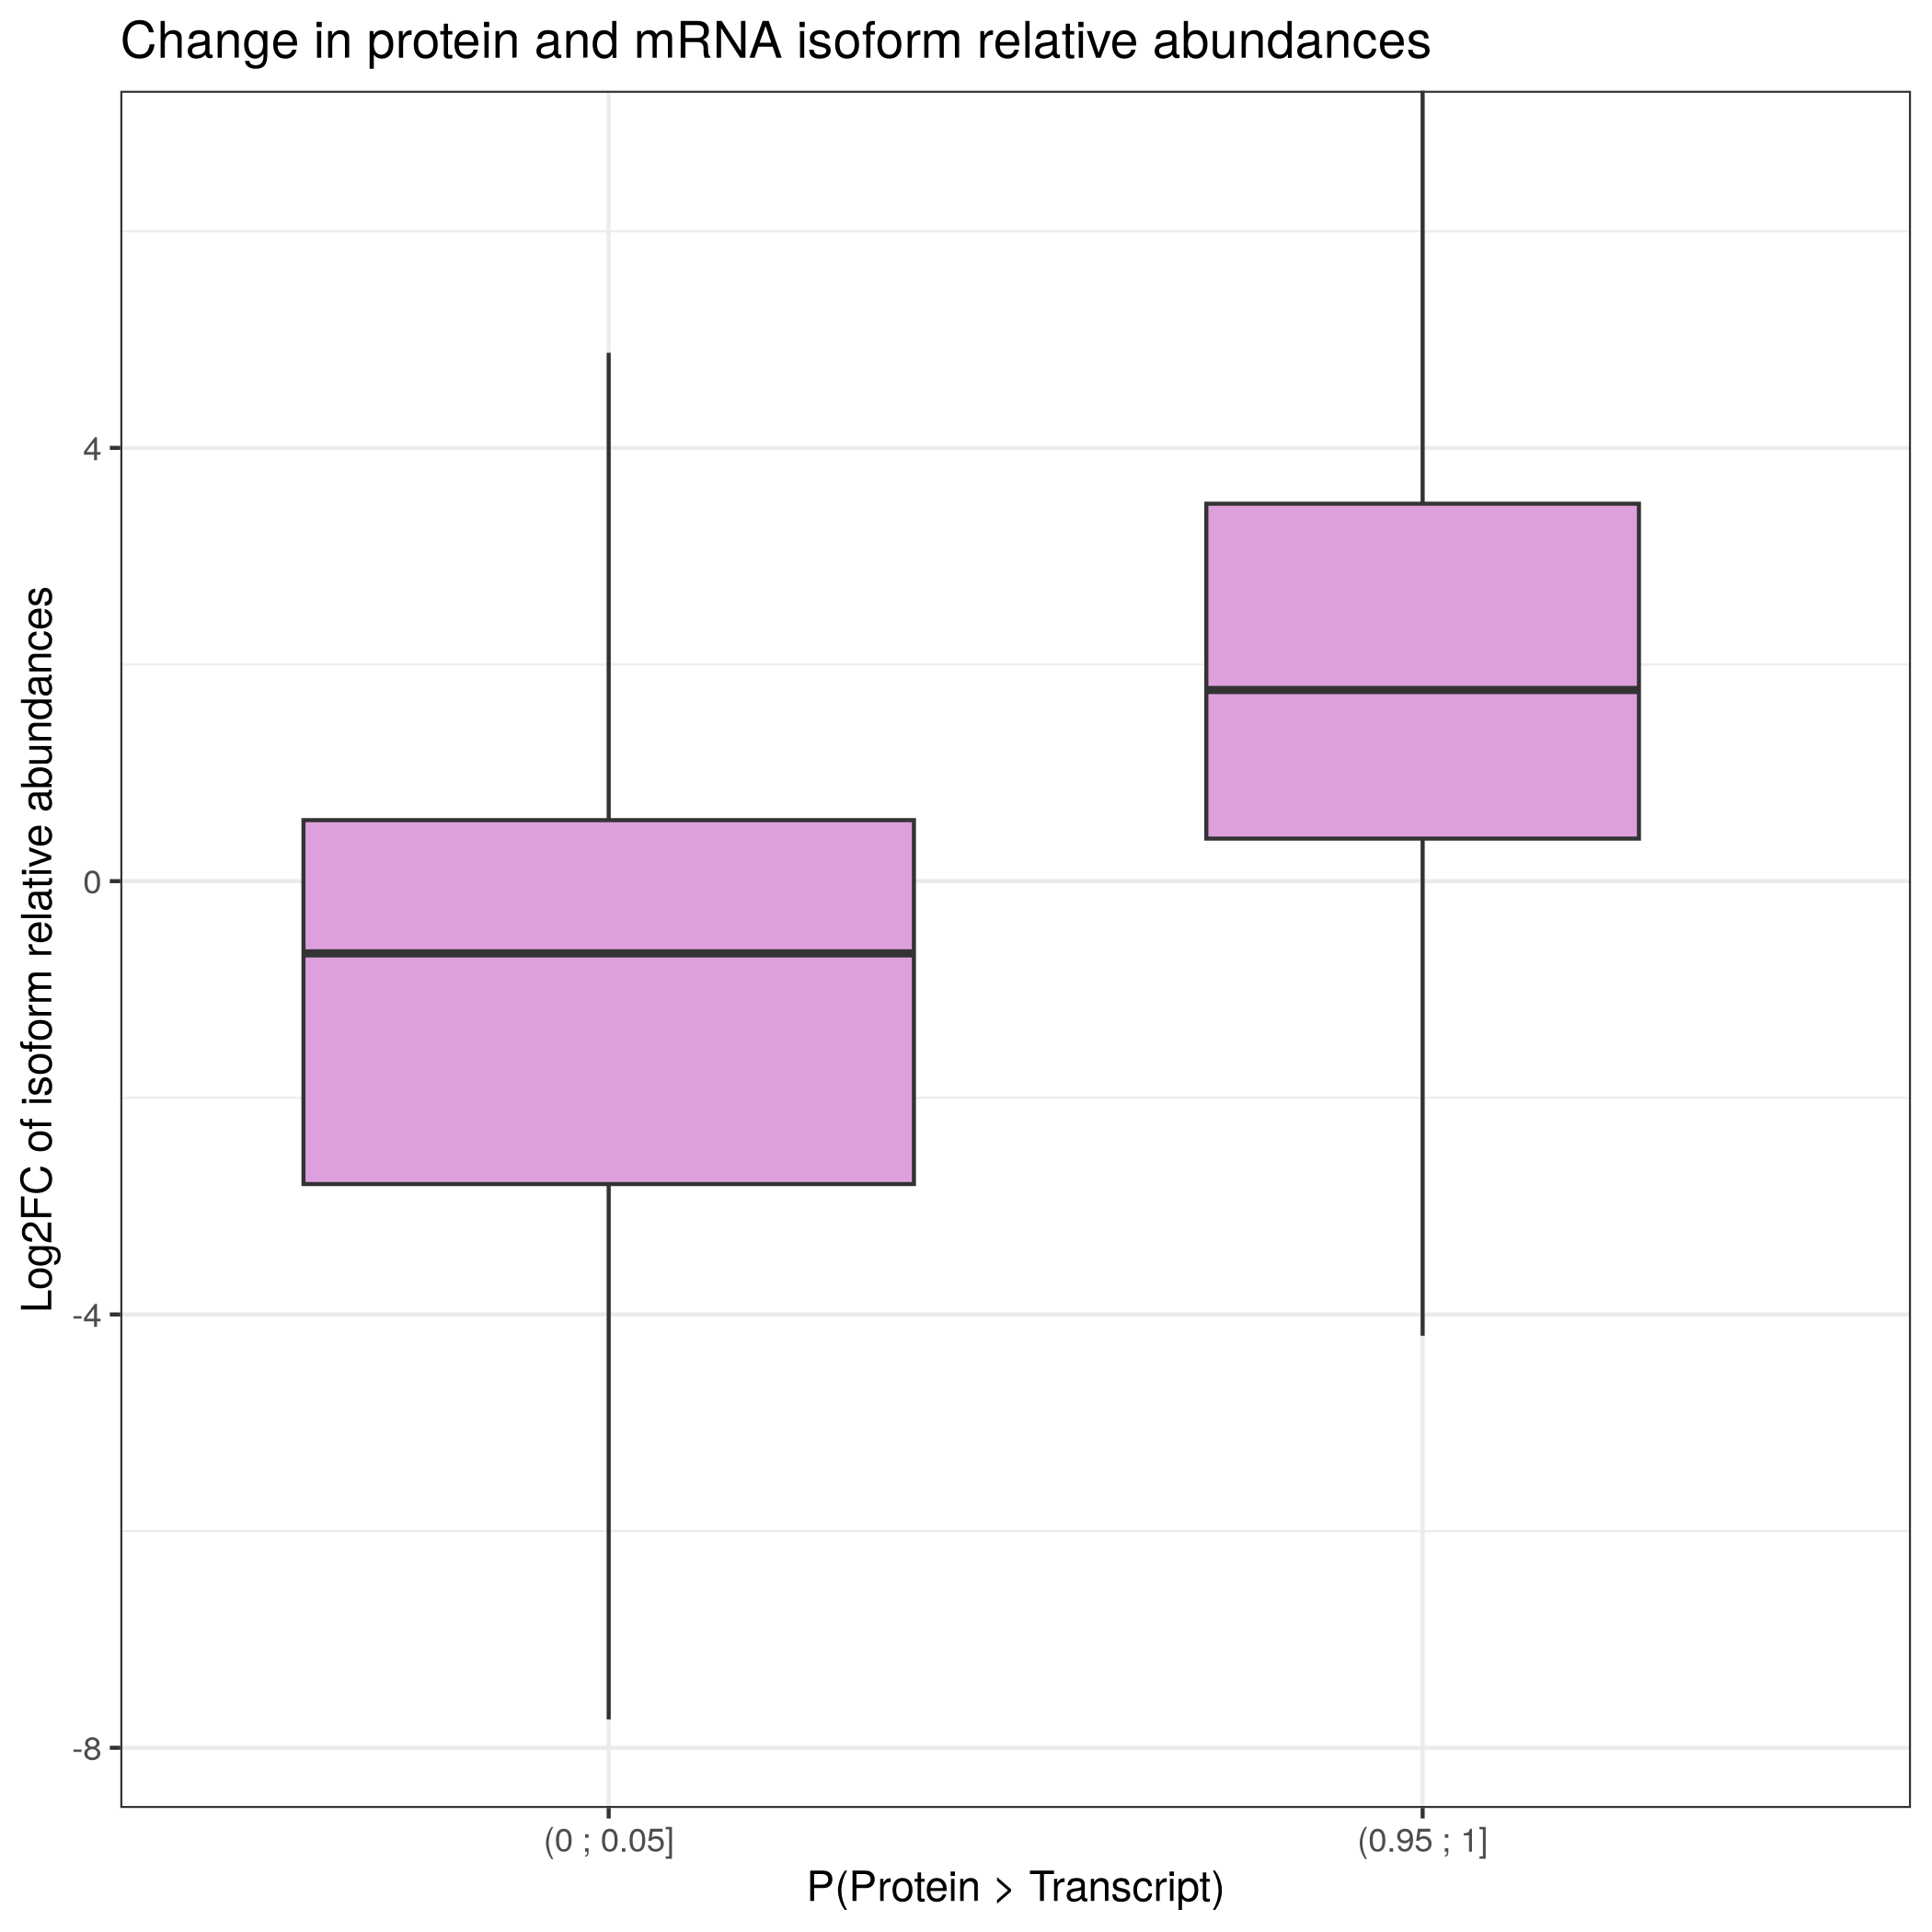 Change in protein and mRNA isoform relative abundances
Log2FC of isoform relative abundances
4
0
-4
-8
(0 ; 0.05]
(0.95 ; 1]
P(Protein > Transcript)